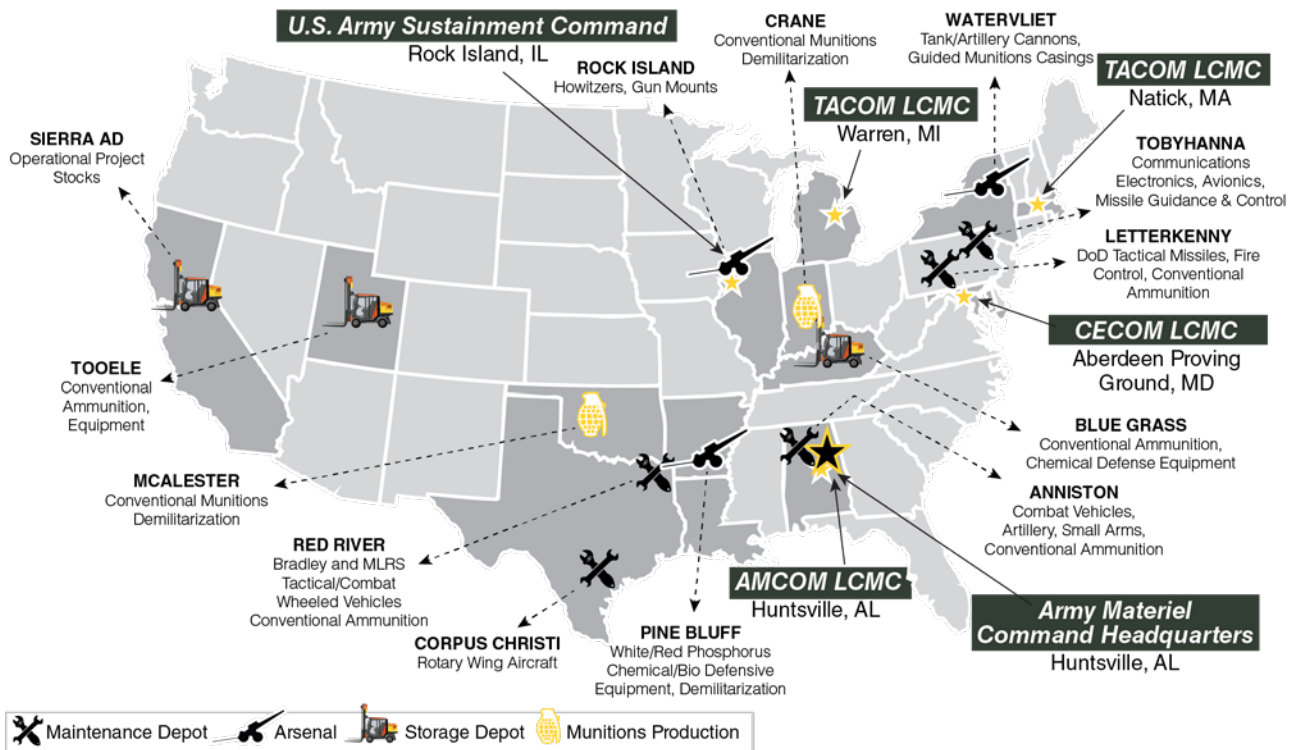 U.S. Army Sustainment Command
Rock Island, IL
CRANE
Conventional Munitions
Demilitarization
WATERVLIET
Tank/Artillery Cannons,
Guided Munitions Casings
TACOM LCMC
Natick, MA
ROCK ISLAND
Howitzers, Gun Mounts
TACOM LCMC
Warren, MI
SIERRA AD
Operational Project
Stocks
TOBYHANNA
Communications
Electronics, Avionics,
Missile Guidance & Control
LETTERKENNY
DoD Tactical Missiles, Fire
Control, Conventional
Ammunition
CECOM LCMC
Aberdeen Proving
Ground, MD
TOOELE
Conventional
Ammunition,
Equipment
BLUE GRASS
Conventional Ammunition,
Chemical Defense Equipment
MCALESTER
Conventional Munitions
Demilitarization
ANNISTON
Combat Vehicles,
Artillery, Small Arms,
Conventional Ammunition
RED RIVER
Bradley and MLRS
Tactical/Combat
Wheeled Vehicles
Conventional Ammunition
AMCOM LCMC
Huntsville, AL
Army Materiel
Command Headquarters
Huntsville, AL
CORPUS CHRISTI
Rotary Wing Aircraft
PINE BLUFF
White/Red Phosphorus
Chemical/Bio Defensive
Equipment, Demilitarization
Maintenance Depot
Arsenal
Storage Depot
Munitions Production